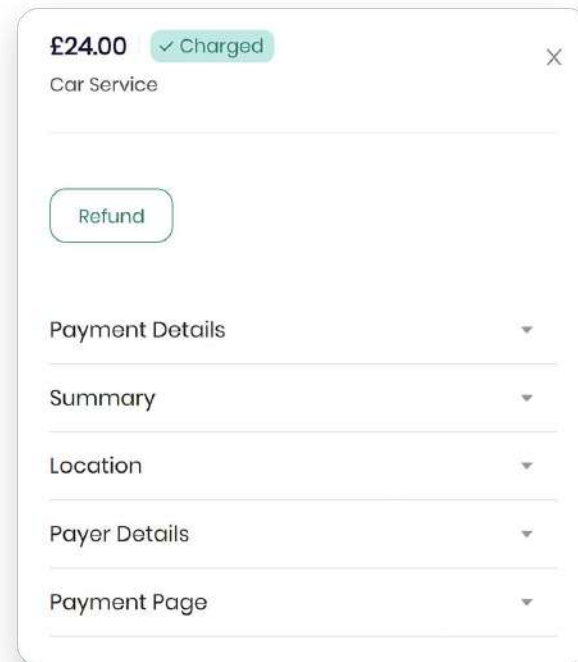 £24.00 ✓ Charged
Car Service
Refund
Payment Details
Summary
Location
Payer Details
Payment Page